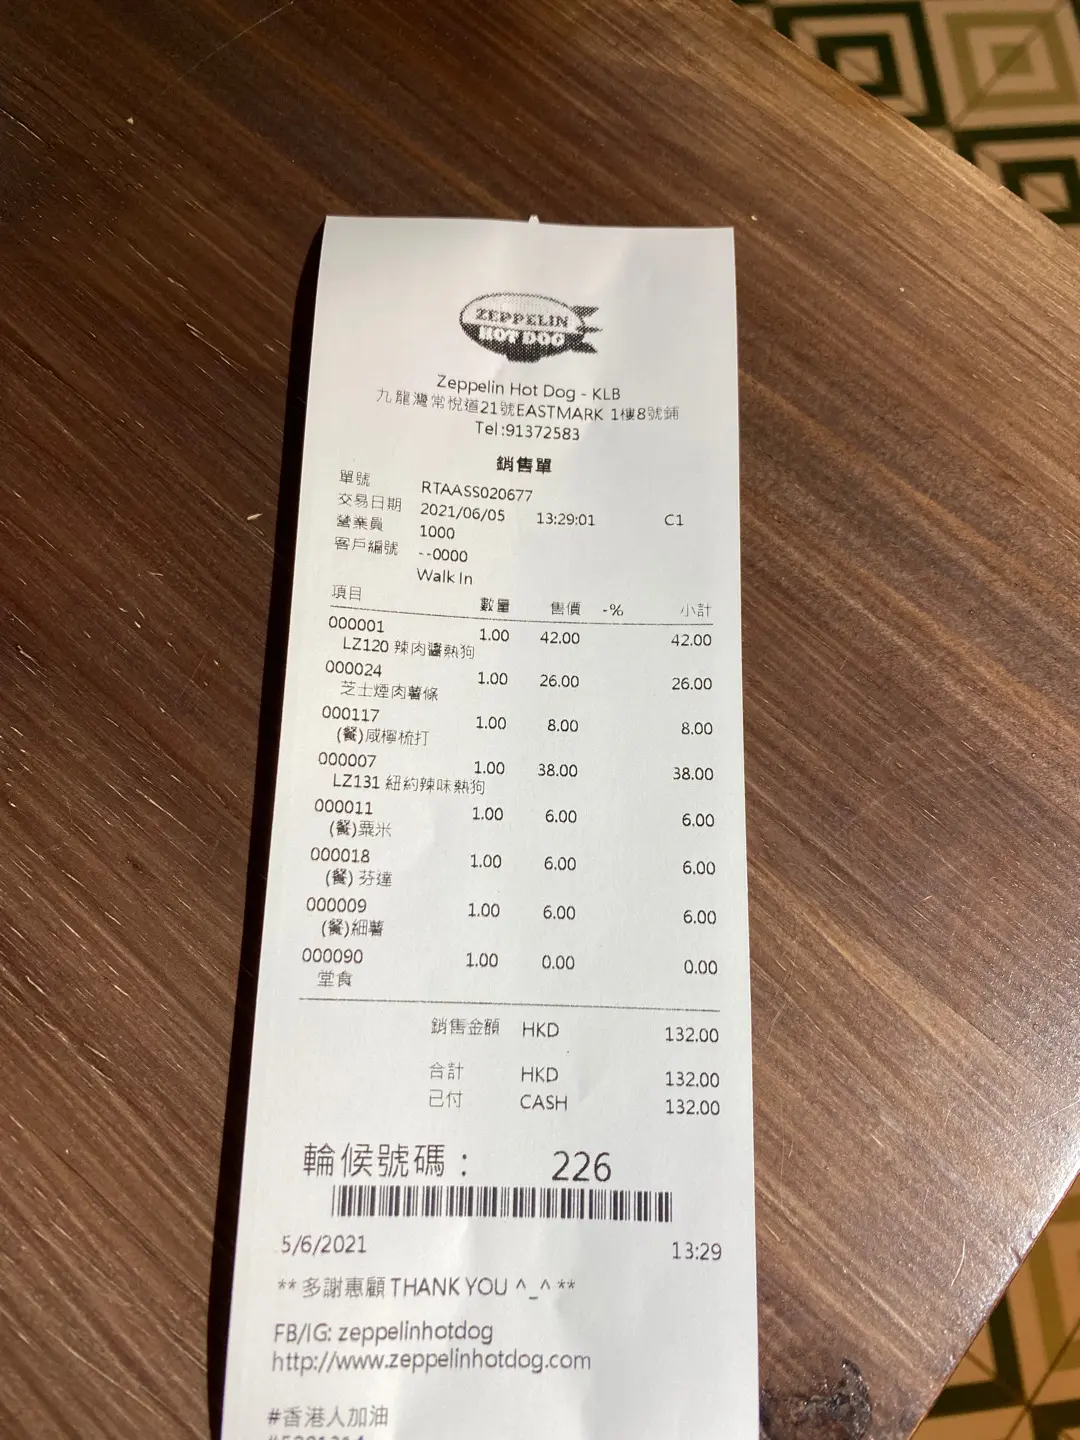 ZEPPELIN
HOT DOG
Zeppelin Hot Dog - KLB
九龍灣常悅道21號EASTMARK 1樓8號鋪
Tel:91372583
銷售單
單號 RTAASS020677
交易日期 2021/06/05 13:29:01 C1
營業員 1000
客戶編號 --0000
Walk In
項目 數量 售價 -% 小計
000001 1.00 42.00 42.00
LZ120 辣肉醬熱狗
000024 1.00 26.00 26.00
芝士煙肉薯條
000117 1.00 8.00 8.00
(餐)咸檸梳打
000007 1.00 38.00 38.00
LZ131 紐約辣味熱狗
000011 1.00 6.00 6.00
(餐)粟米
000018 1.00 6.00 6.00
(餐) 芬達
000009 1.00 6.00 6.00
(餐)細薯
000090 1.00 0.00 0.00
堂食
銷售金額 HKD 132.00
合計 HKD 132.00
已付 CASH 132.00
輪候號碼： 226
5/6/2021 13:29
** 多謝惠顧 THANK YOU ^_^ **
FB/IG: zeppelinhotdog
http://www.zeppelinhotdog.com
#香港人加油